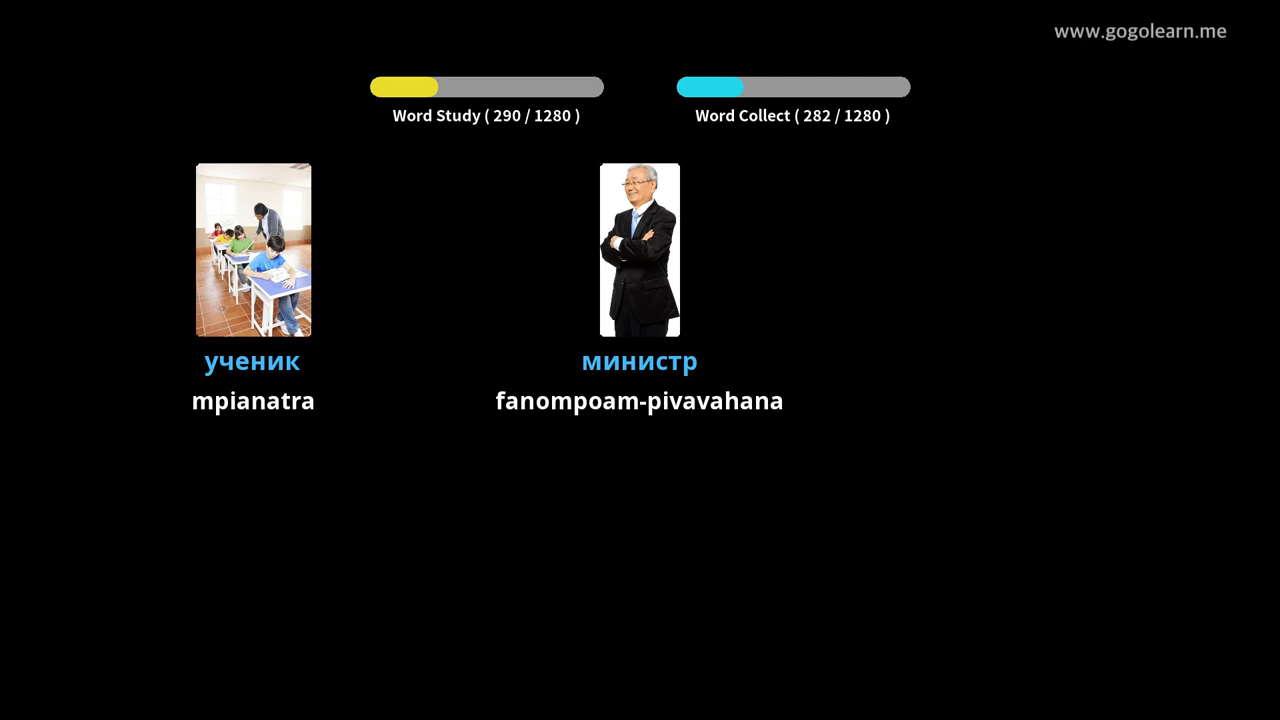 www.gogolearn.me
Word Study ( 290 / 1280 )
Word Collect ( 282 / 1280 )
ученик
министр
mpianatra
fanompoam-pivavahana